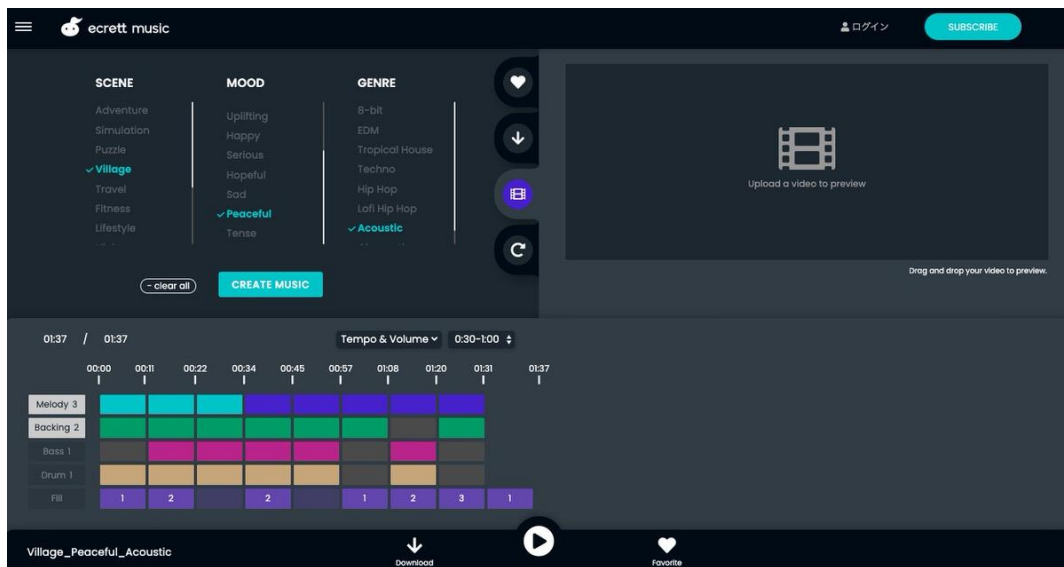 ecrett music
ログイン
SUBSCRIBE
SCENE
Adventure
Simulation
Puzzle
Village
Travel
Fitness
Lifestyle
MOOD
Uplifting
Happy
Serious
Hopeful
Sad
Peaceful
Tense
GENRE
8-bit
EDM
Tropical House
Techno
Hip Hop
Lofi Hip Hop
Acoustic
- clear all
CREATE MUSIC
Upload a video to preview
Drag and drop your video to preview.
01:37 / 01:37
Tempo & Volume
0:30-1:00
00:00 00:11 00:22 00:34 00:45 00:57 01:08 01:20 01:31 01:37
Melody 3
Backing 2
Bass 1
Drum 1
Fill 1 2 2 1 2 3 1
Village_Peaceful_Acoustic
Download
Favorite